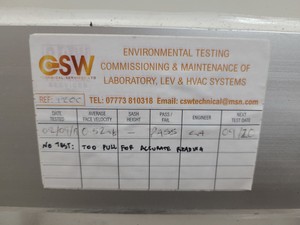 GSW
ENVIRONMENTAL TESTING
COMMISSIONING & MAINTENANCE OF
LABORATORY, LEV & HVAC SYSTEMS
REF:
TEL: 07773 810318 Email: cswtechnical@msn.com
DATE TESTED
AVERAGE FACE VELOCITY
SASH HEIGHT
PASS/ FAIL
ENGINEER
NEXT TEST DATE
NO TEST: TOO FULL FOR ACCURATE READING